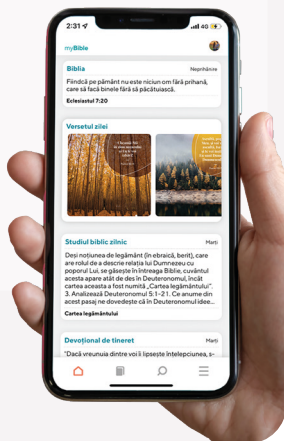 2:31
4G
myBible
Biblia Neprihănire
Fiindcă pe pământ nu este niciun om fără prihană,
care să facă binele fără să păcătuiască.
Eclesiastul 7:20
Versetul zilei
Studiul biblic zilnic Marți
Deși noțiunea de legământ (în ebraică, berit), care
are rolul de a descrie relația lui Dumnezeu cu
poporul Lui, se găsește în întreaga Biblie, cuvântul
acesta apare atât de des în Deuteronomul, încât
cartea aceasta a fost numită „Cartea legământului”.
3. Analizează Deuteronomul 5:1-21. Ce anume din
acest pasaj ne dovedește că în Deuteronomul idee...
Cartea legământului
Devoțional de tineret Marți
"Dacă vreunuia dintre voi îi lipsește înțelepciunea, s-